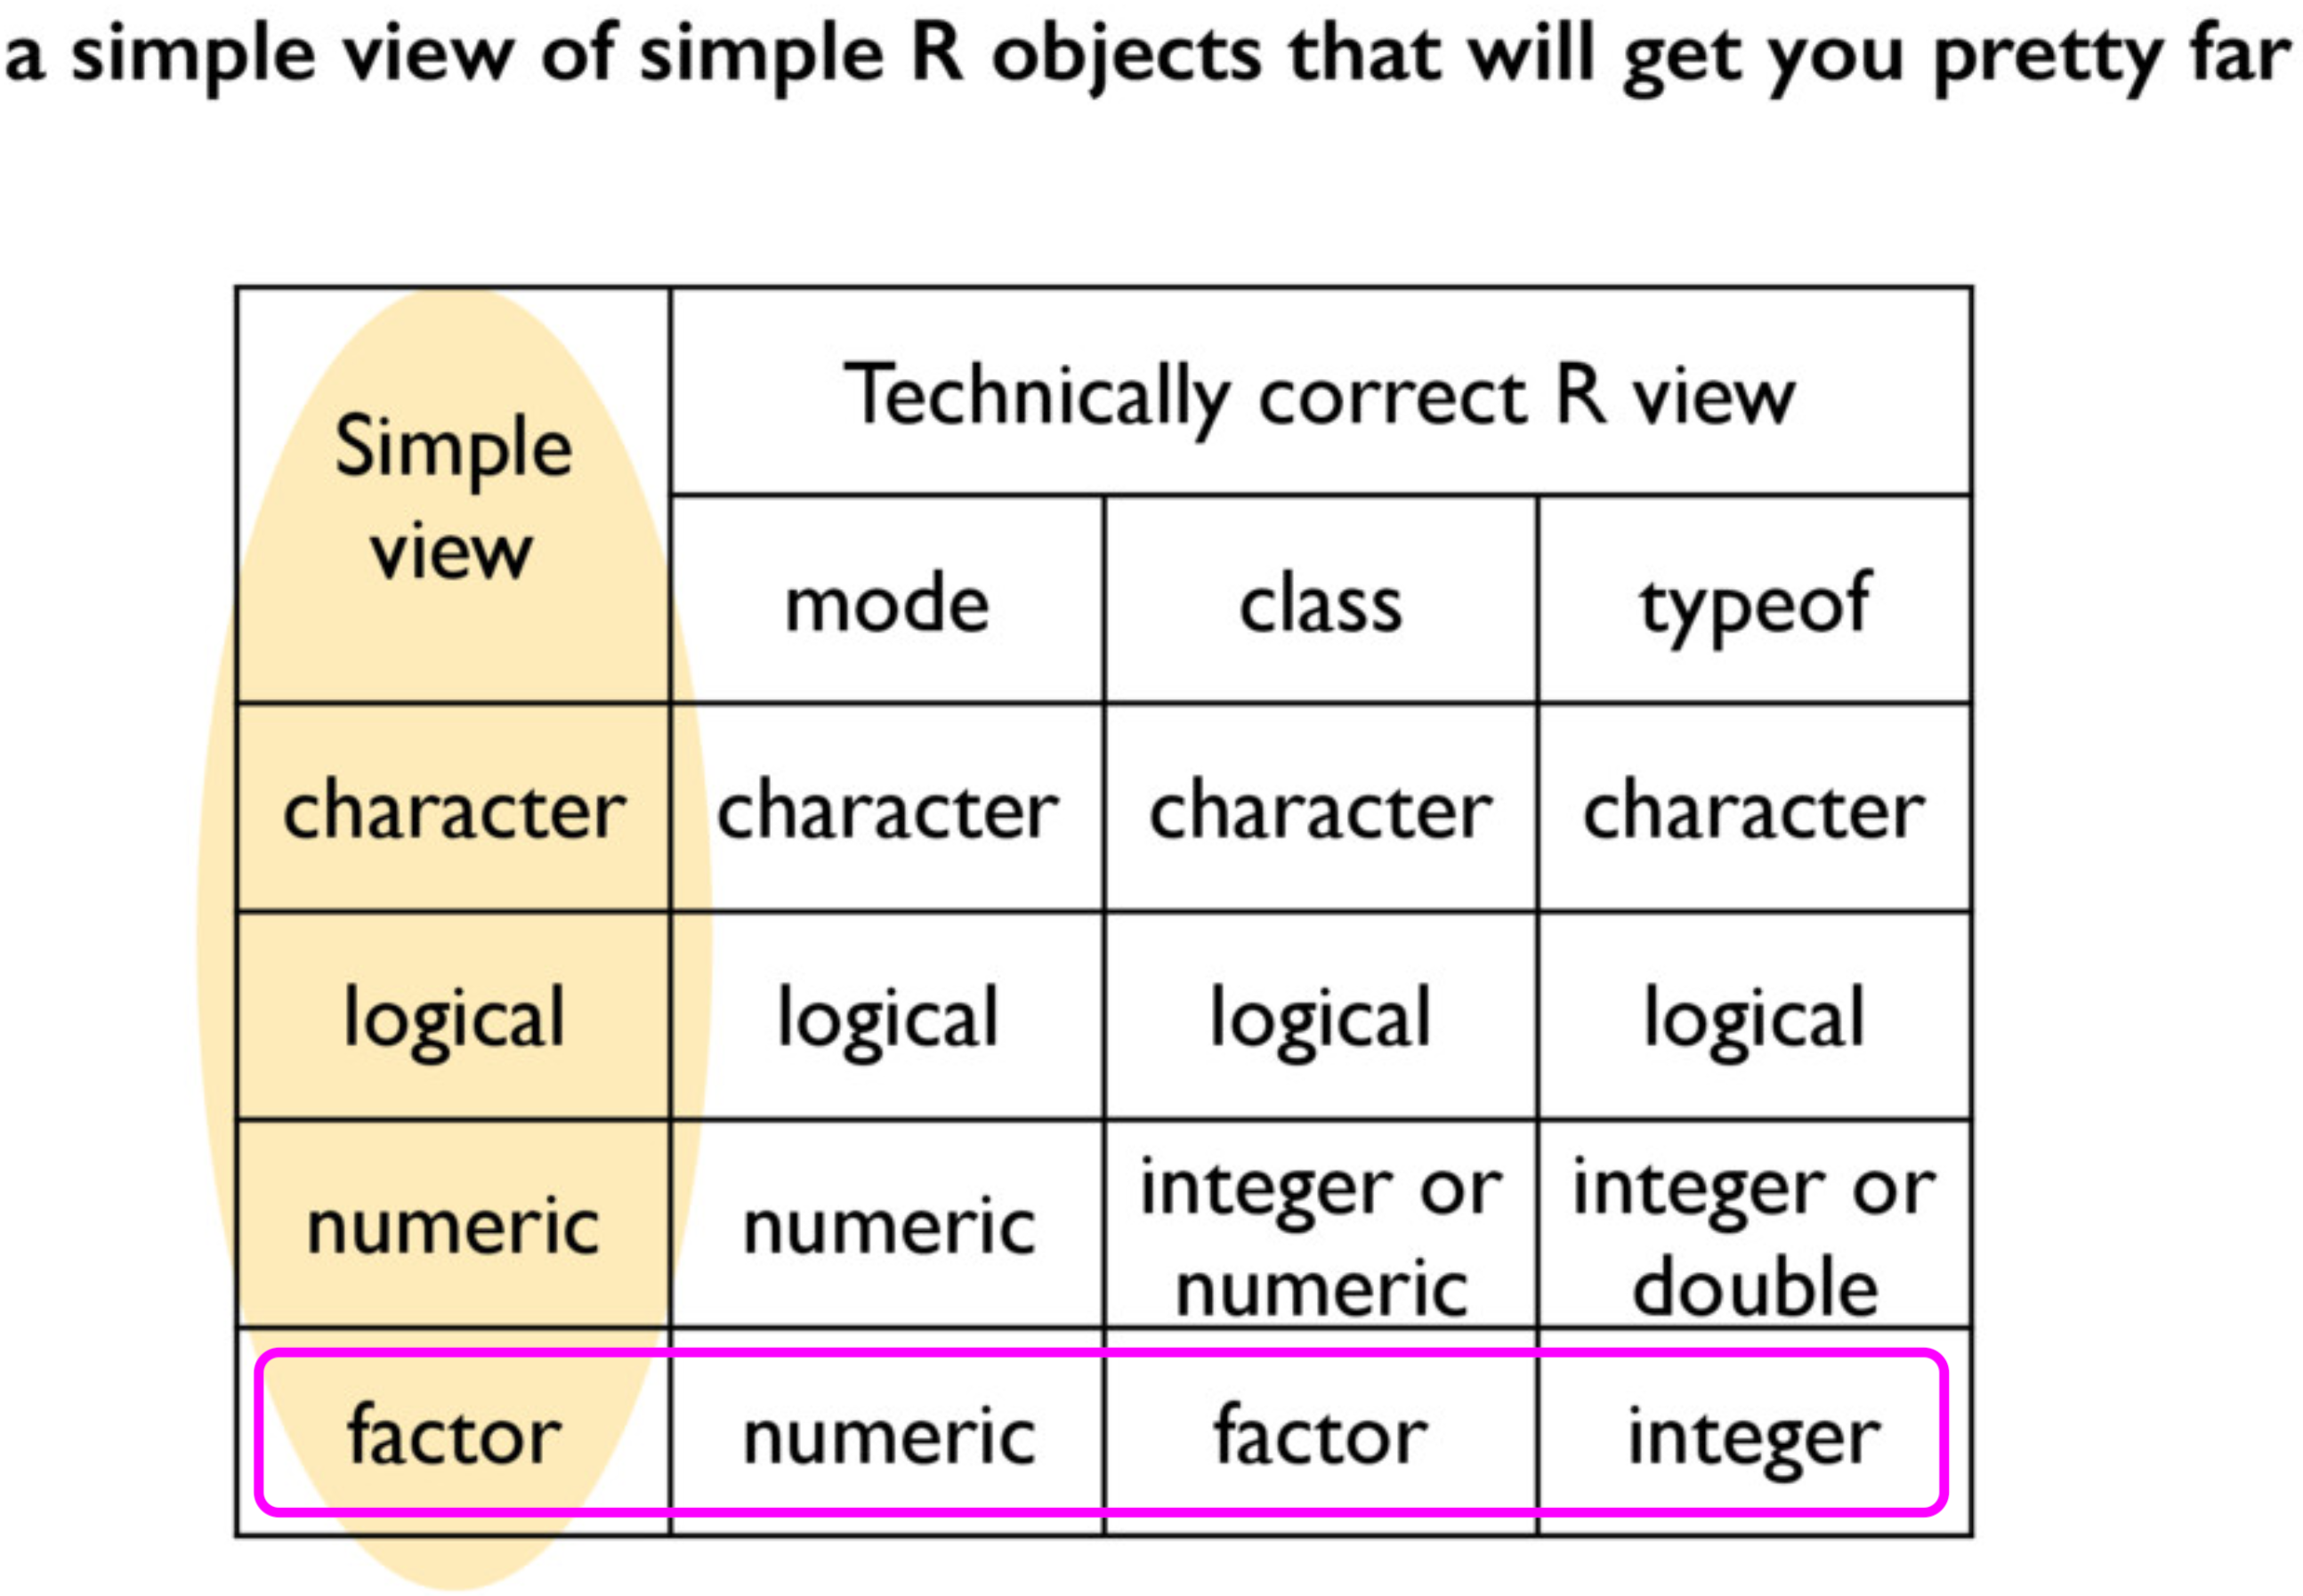 a simple view of simple R objects that will get you pretty far
Simple
view
Technically correct R view
mode class typeof
character character character character
logical logical logical logical
numeric numeric integer or numeric integer or double
factor numeric factor integer